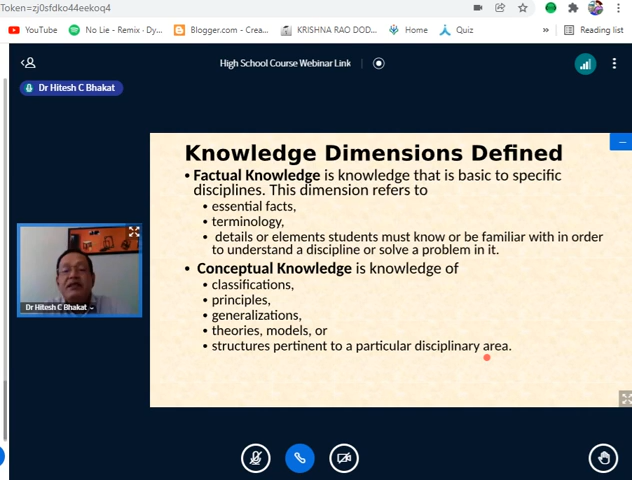 Token=zj0sfdko44eekoq4
YouTube
No Lie - Remix · Dy...
Blogger.com - Crea...
KRISHNA RAO DOD...
Home
Quiz
»
Reading list
High School Course Webinar Link
Dr Hitesh C Bhakat
Knowledge Dimensions Defined
• Factual Knowledge is knowledge that is basic to specific
disciplines. This dimension refers to
• essential facts,
• terminology,
• details or elements students must know or be familiar with in order
to understand a discipline or solve a problem in it.
• Conceptual Knowledge is knowledge of
• classifications,
• principles,
• generalizations,
• theories, models, or
• structures pertinent to a particular disciplinary area.
Dr Hitesh C Bhakat